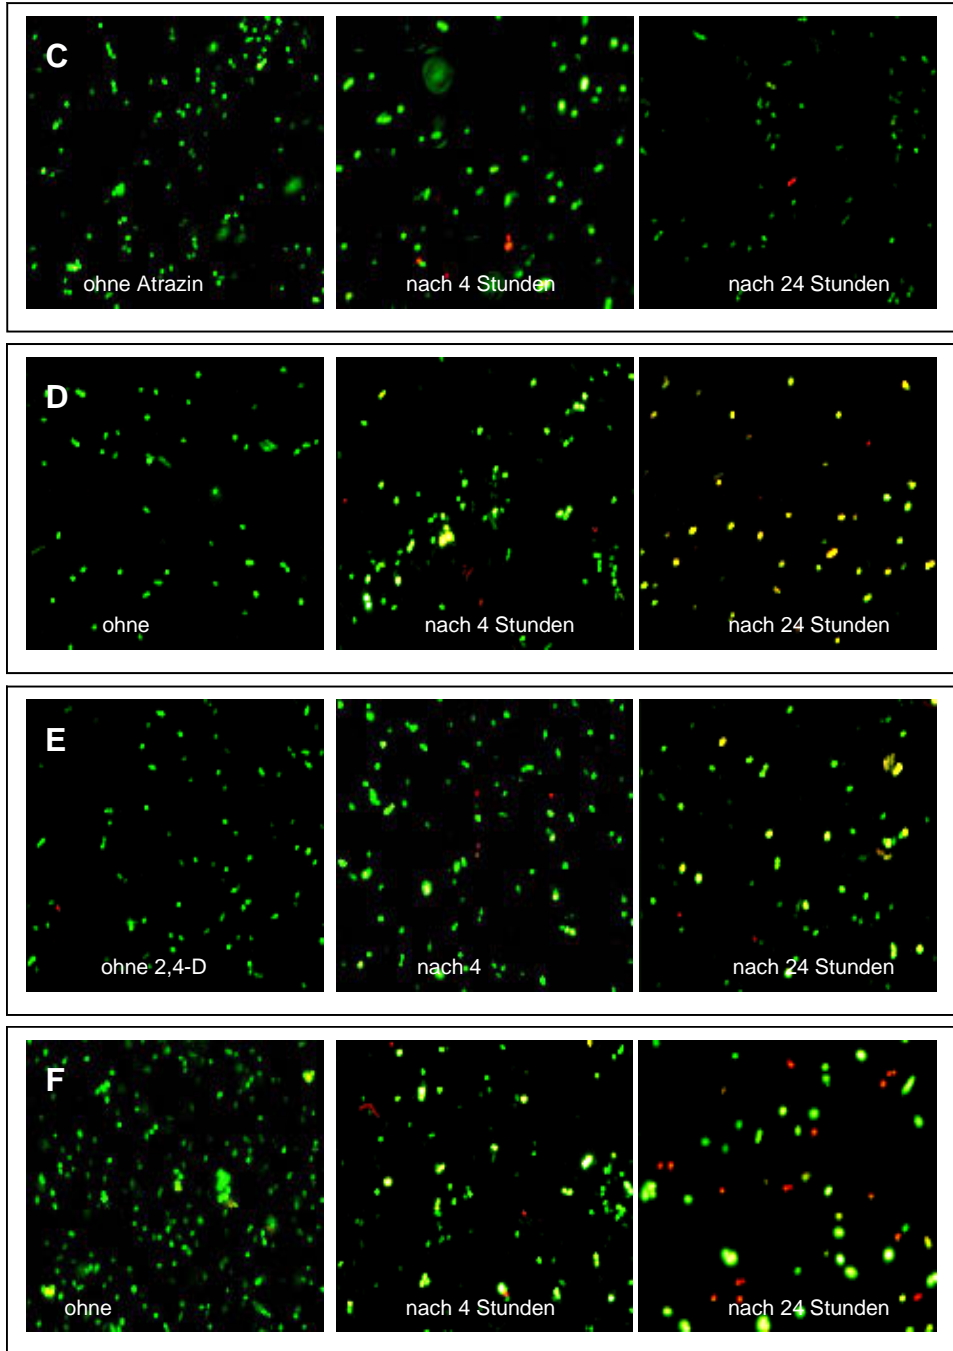 C
ohne Atrazin
nach 4 Stunden
nach 24 Stunden
D
ohne
nach 4 Stunden
nach 24 Stunden
E
ohne 2,4-D
nach 4
nach 24 Stunden
F
ohne
nach 4 Stunden
nach 24 Stunden